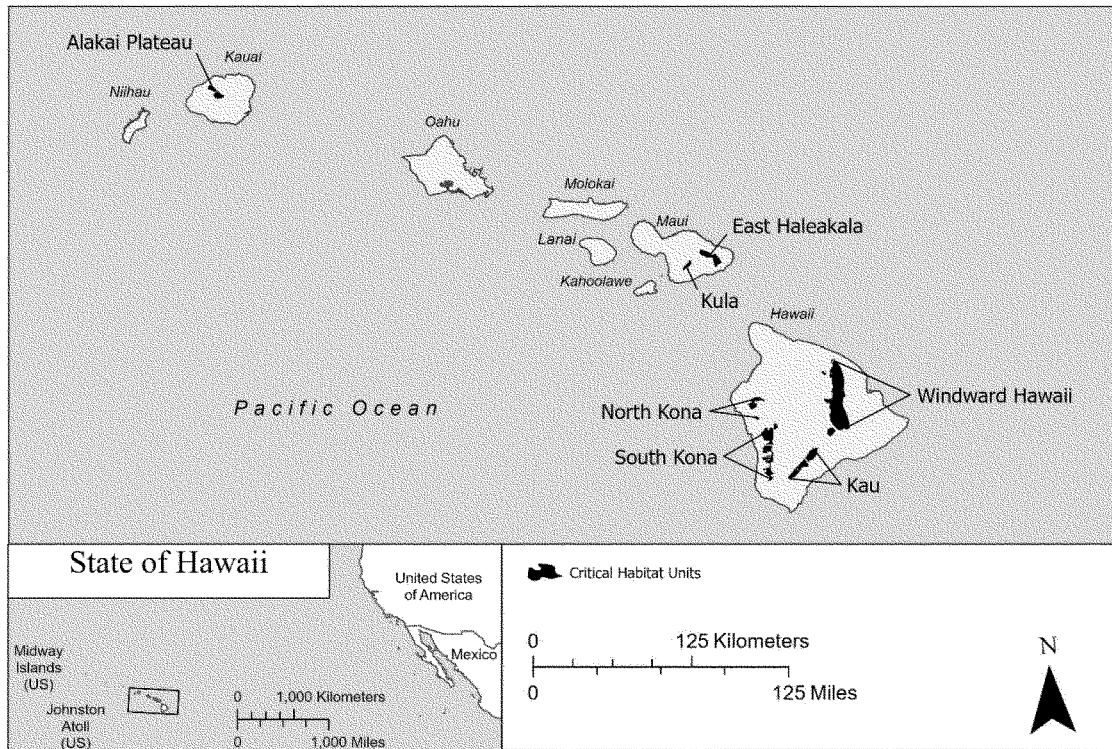 Alakai Plateau
Kauai
Niihau
Oahu
Molokai
Maui
East Haleakala
Lanai
Kahoolawe
Kula
Hawaii
Pacific Ocean
North Kona
Windward Hawaii
South Kona
Kau
State of Hawaii
United States
of America
Mexico
Midway
Islands
(US)
Johnston
Atoll
(US)
0 1,000 Kilometers
0 1,000 Miles
Critical Habitat Units
0 125 Kilometers
0 125 Miles
N